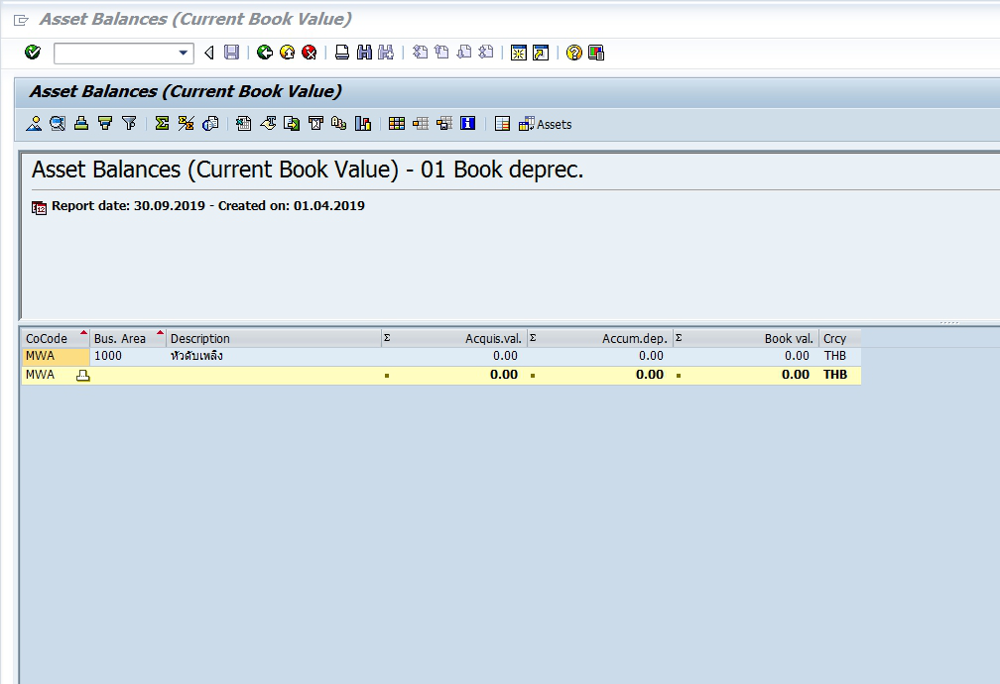 Asset Balances (Current Book Value)
Asset Balances (Current Book Value)
Assets
Asset Balances (Current Book Value) - 01 Book deprec.
Report date: 30.09.2019 - Created on: 01.04.2019
CoCode Bus. Area Description Σ Acquis.val. Σ Accum.dep. Σ Book val. Crcy
MWA 1000 หัวดับเพลิง 0.00 0.00 0.00 THB
MWA 0.00 0.00 0.00 THB